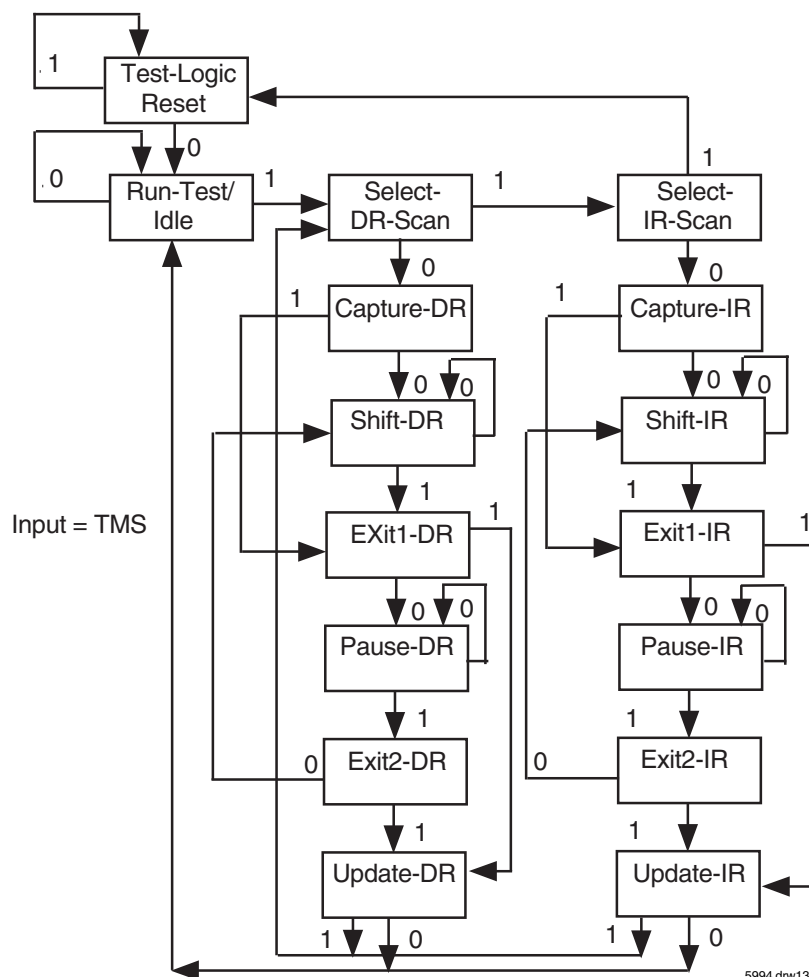 1
Test-Logic
Reset
0
0
Run-Test/
Idle
1
Select-
DR-Scan
1
Select-
IR-Scan
1
0
0
1
Capture-DR
1
Capture-IR
0
0
0
0
Shift-DR
Shift-IR
1
1
Input = TMS
EXit1-DR
1
Exit1-IR
1
0
0
0
0
Pause-DR
Pause-IR
1
1
0
Exit2-DR
0
Exit2-IR
1
1
Update-DR
Update-IR
1
0
1
0
5994 drw13